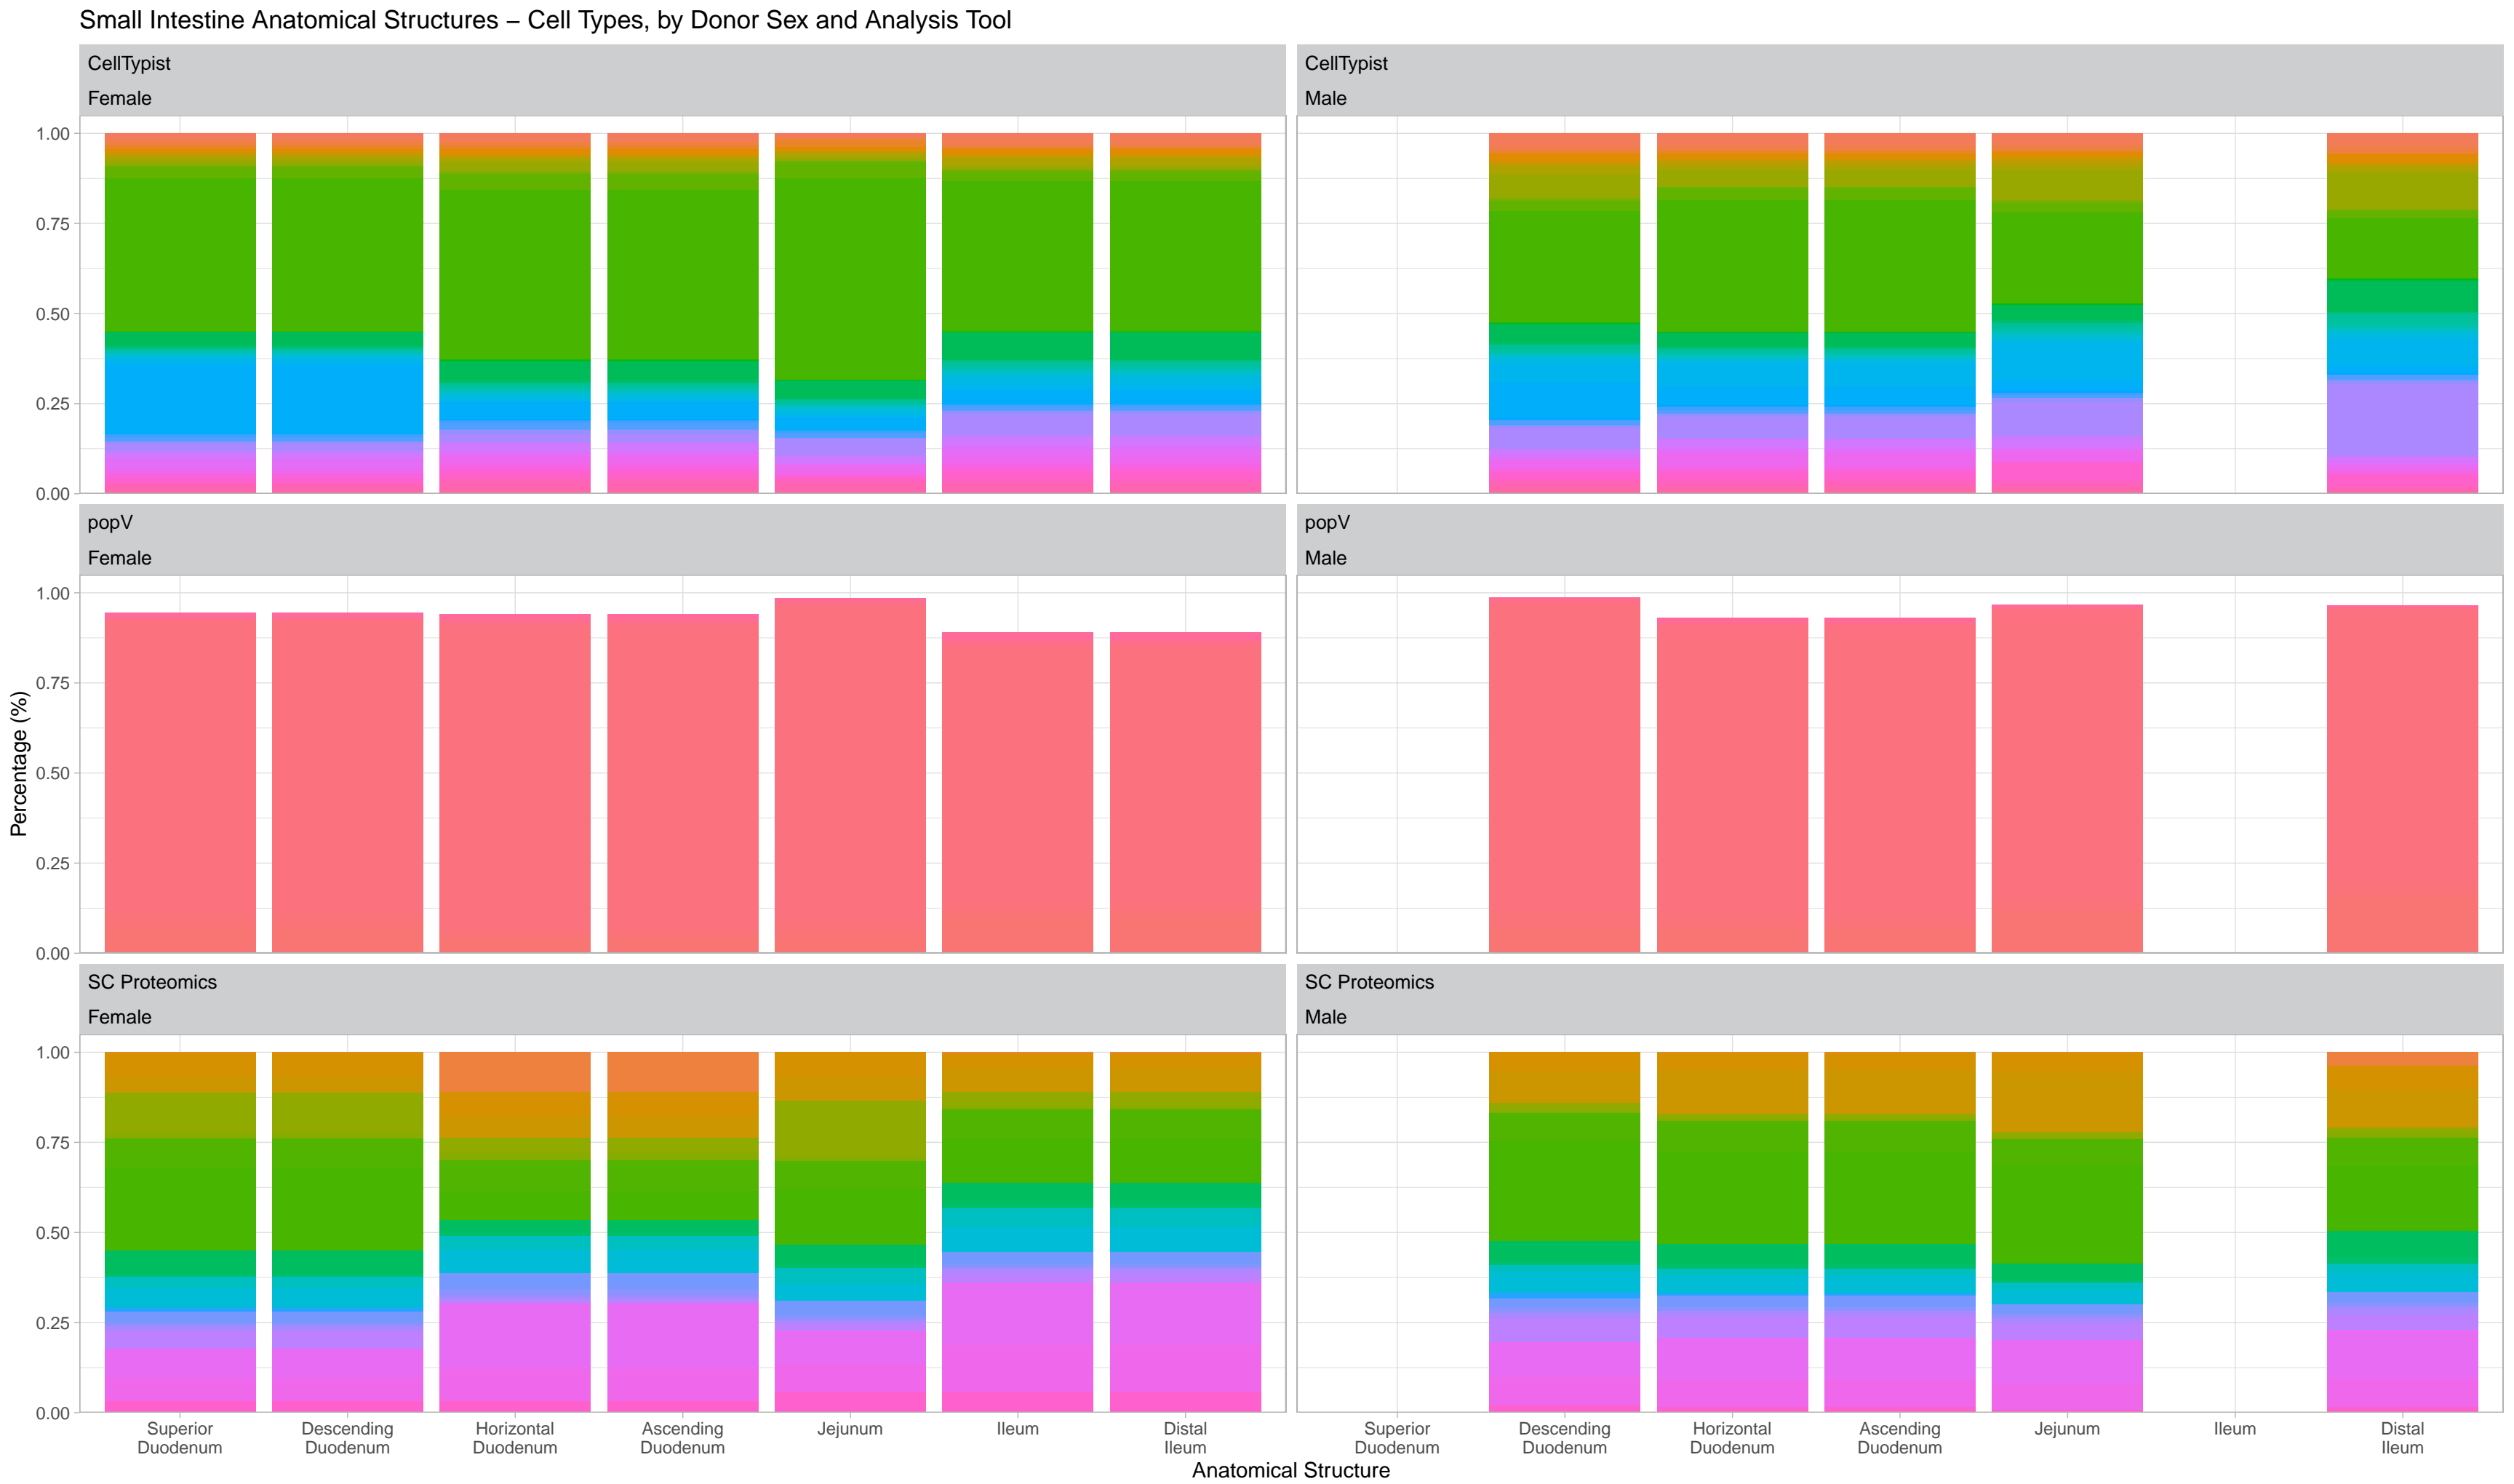 Small Intestine Anatomical Structures – Cell Types, by Donor Sex and Analysis Tool
CellTypist
Female
CellTypist
Male
1.00
0.75
0.50
0.25
0.00
popV
Female
popV
Male
1.00
0.75
0.50
0.25
0.00
Percentage (%)
SC Proteomics
Female
SC Proteomics
Male
1.00
0.75
0.50
0.25
0.00
Superior
Duodenum
Descending
Duodenum
Horizontal
Duodenum
Ascending
Duodenum
Jejunum
Ileum
Distal
Ileum
Superior
Duodenum
Descending
Duodenum
Horizontal
Duodenum
Ascending
Duodenum
Jejunum
Ileum
Distal
Ileum
Anatomical Structure